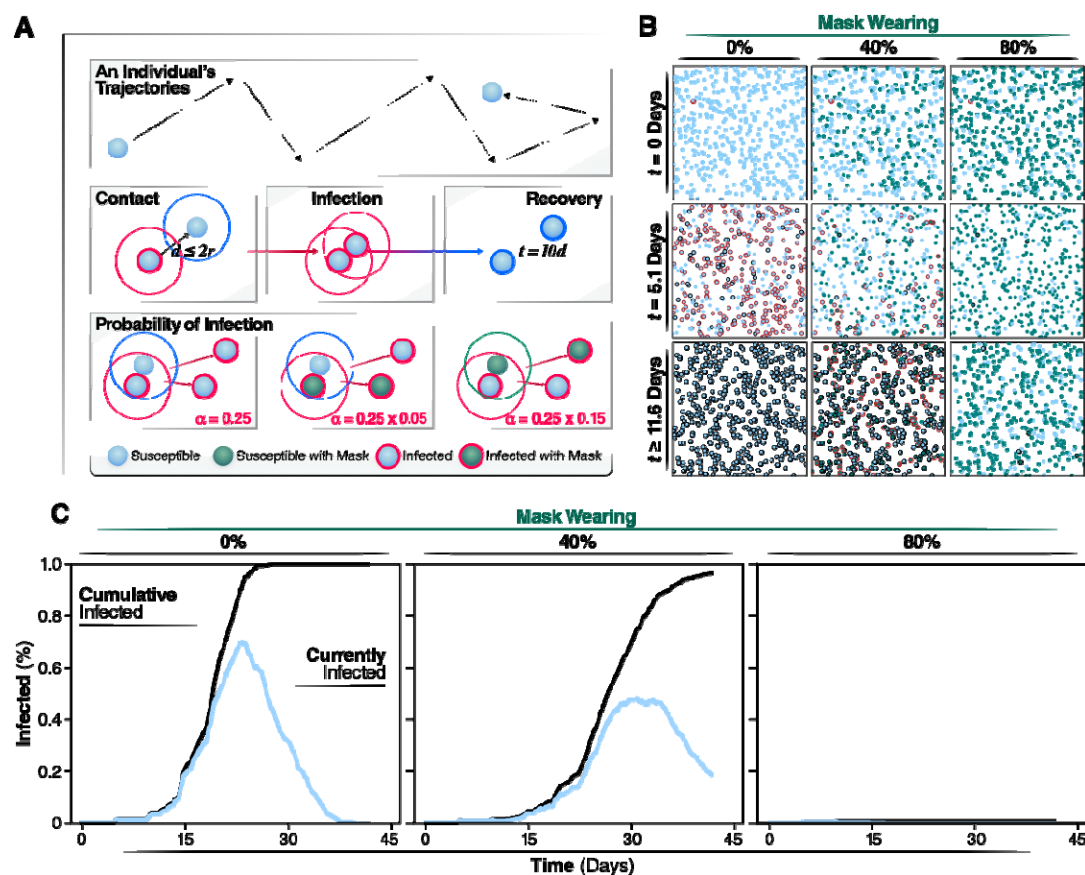 A
An Individual's
Trajectories
Contact
d ≤ 2r
Infection
Recovery
t = 10d
Probability of Infection
α = 0.25
α = 0.25 x 0.05
α = 0.25 x 0.15
Susceptible
Susceptible with Mask
Infected
Infected with Mask
B
Mask Wearing
0%
40%
80%
t = 0 Days
t = 5.1 Days
t ≥ 11.6 Days
C
Mask Wearing
0%
40%
80%
Infected (%)
1.0
0.8
0.6
0.4
0.2
0
Cumulative
Infected
Currently
Infected
0 15 30 45
0 15 30 45
0 15 30 45
Time (Days)